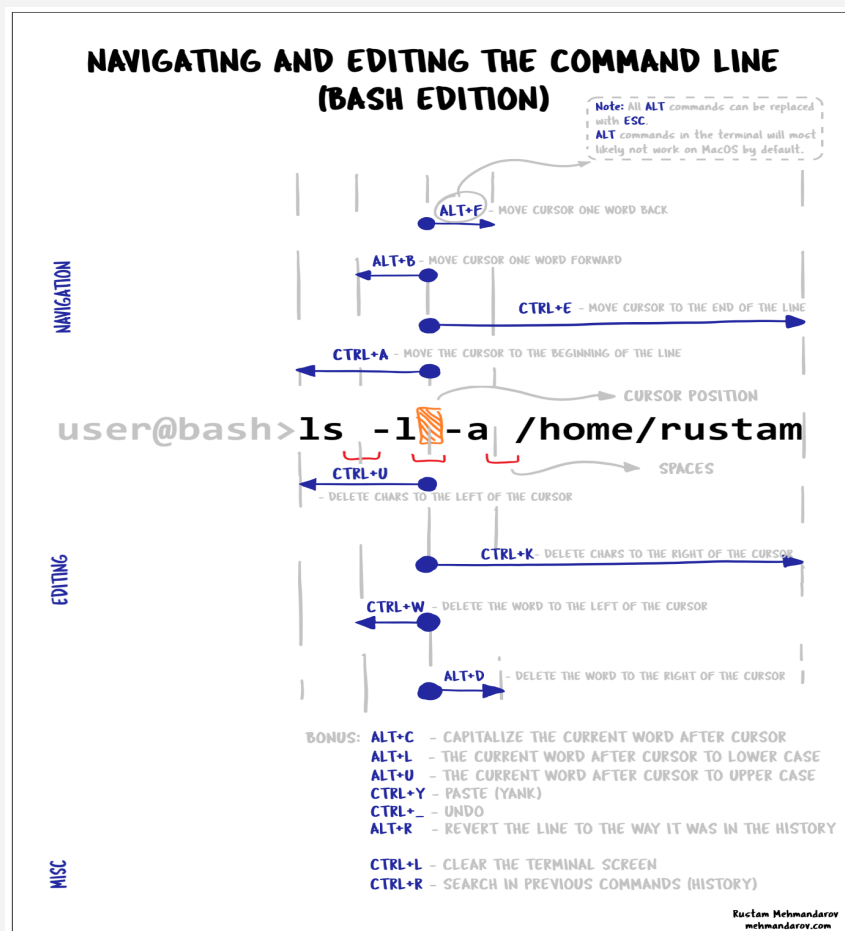 NAVIGATING AND EDITING THE COMMAND LINE
(BASH EDITION)
Note: All ALT commands can be replaced
with ESC.
ALT commands in the terminal will most
likely not work on MacOS by default.
NAVIGATION
ALT+F - MOVE CURSOR ONE WORD BACK
ALT+B - MOVE CURSOR ONE WORD FORWARD
CTRL+E - MOVE CURSOR TO THE END OF THE LINE
CTRL+A - MOVE THE CURSOR TO THE BEGINNING OF THE LINE
CURSOR POSITION
user@bash>ls -l -a /home/rustam
SPACES
EDITING
CTRL+U
- DELETE CHARS TO THE LEFT OF THE CURSOR
CTRL+K - DELETE CHARS TO THE RIGHT OF THE CURSOR
CTRL+W - DELETE THE WORD TO THE LEFT OF THE CURSOR
ALT+D - DELETE THE WORD TO THE RIGHT OF THE CURSOR
BONUS: ALT+C - CAPITALIZE THE CURRENT WORD AFTER CURSOR
ALT+L - THE CURRENT WORD AFTER CURSOR TO LOWER CASE
ALT+U - THE CURRENT WORD AFTER CURSOR TO UPPER CASE
CTRL+Y - PASTE (YANK)
CTRL+_ - UNDO
ALT+R - REVERT THE LINE TO THE WAY IT WAS IN THE HISTORY
MISC
CTRL+L - CLEAR THE TERMINAL SCREEN
CTRL+R - SEARCH IN PREVIOUS COMMANDS (HISTORY)
Rustam Mehmandarov
mehmandarov.com